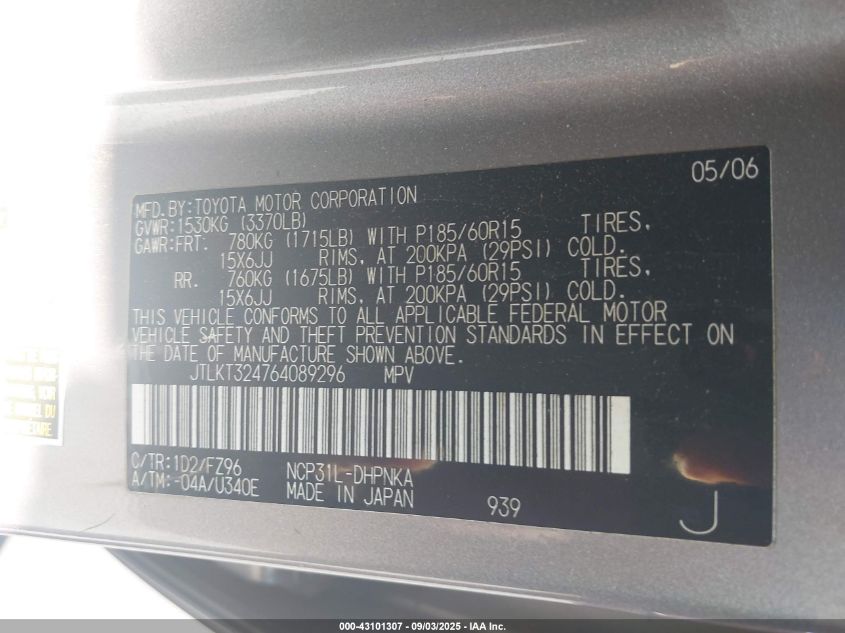 05/06
MFD.BY:TOYOTA MOTOR CORPORATION
GVWR:1530KG (3370LB)
GAWR:FRT. 780KG (1715LB) WITH P185/60R15 TIRES,
15X6JJ RIMS, AT 200KPA (29PSI) COLD.
RR. 760KG (1675LB) WITH P185/60R15 TIRES,
15X6JJ RIMS, AT 200KPA (29PSI) COLD.
THIS VEHICLE CONFORMS TO ALL APPLICABLE FEDERAL MOTOR
VEHICLE SAFETY AND THEFT PREVENTION STANDARDS IN EFFECT ON
THE DATE OF MANUFACTURE SHOWN ABOVE.
JTLKT324764089296 MPV
C/TR:1D2/FZ96 NCP31L-DHPNKA
A/TM:-04A/U340E MADE IN JAPAN 939
J
000-43101307 - 09/03/2025 - IAA Inc.